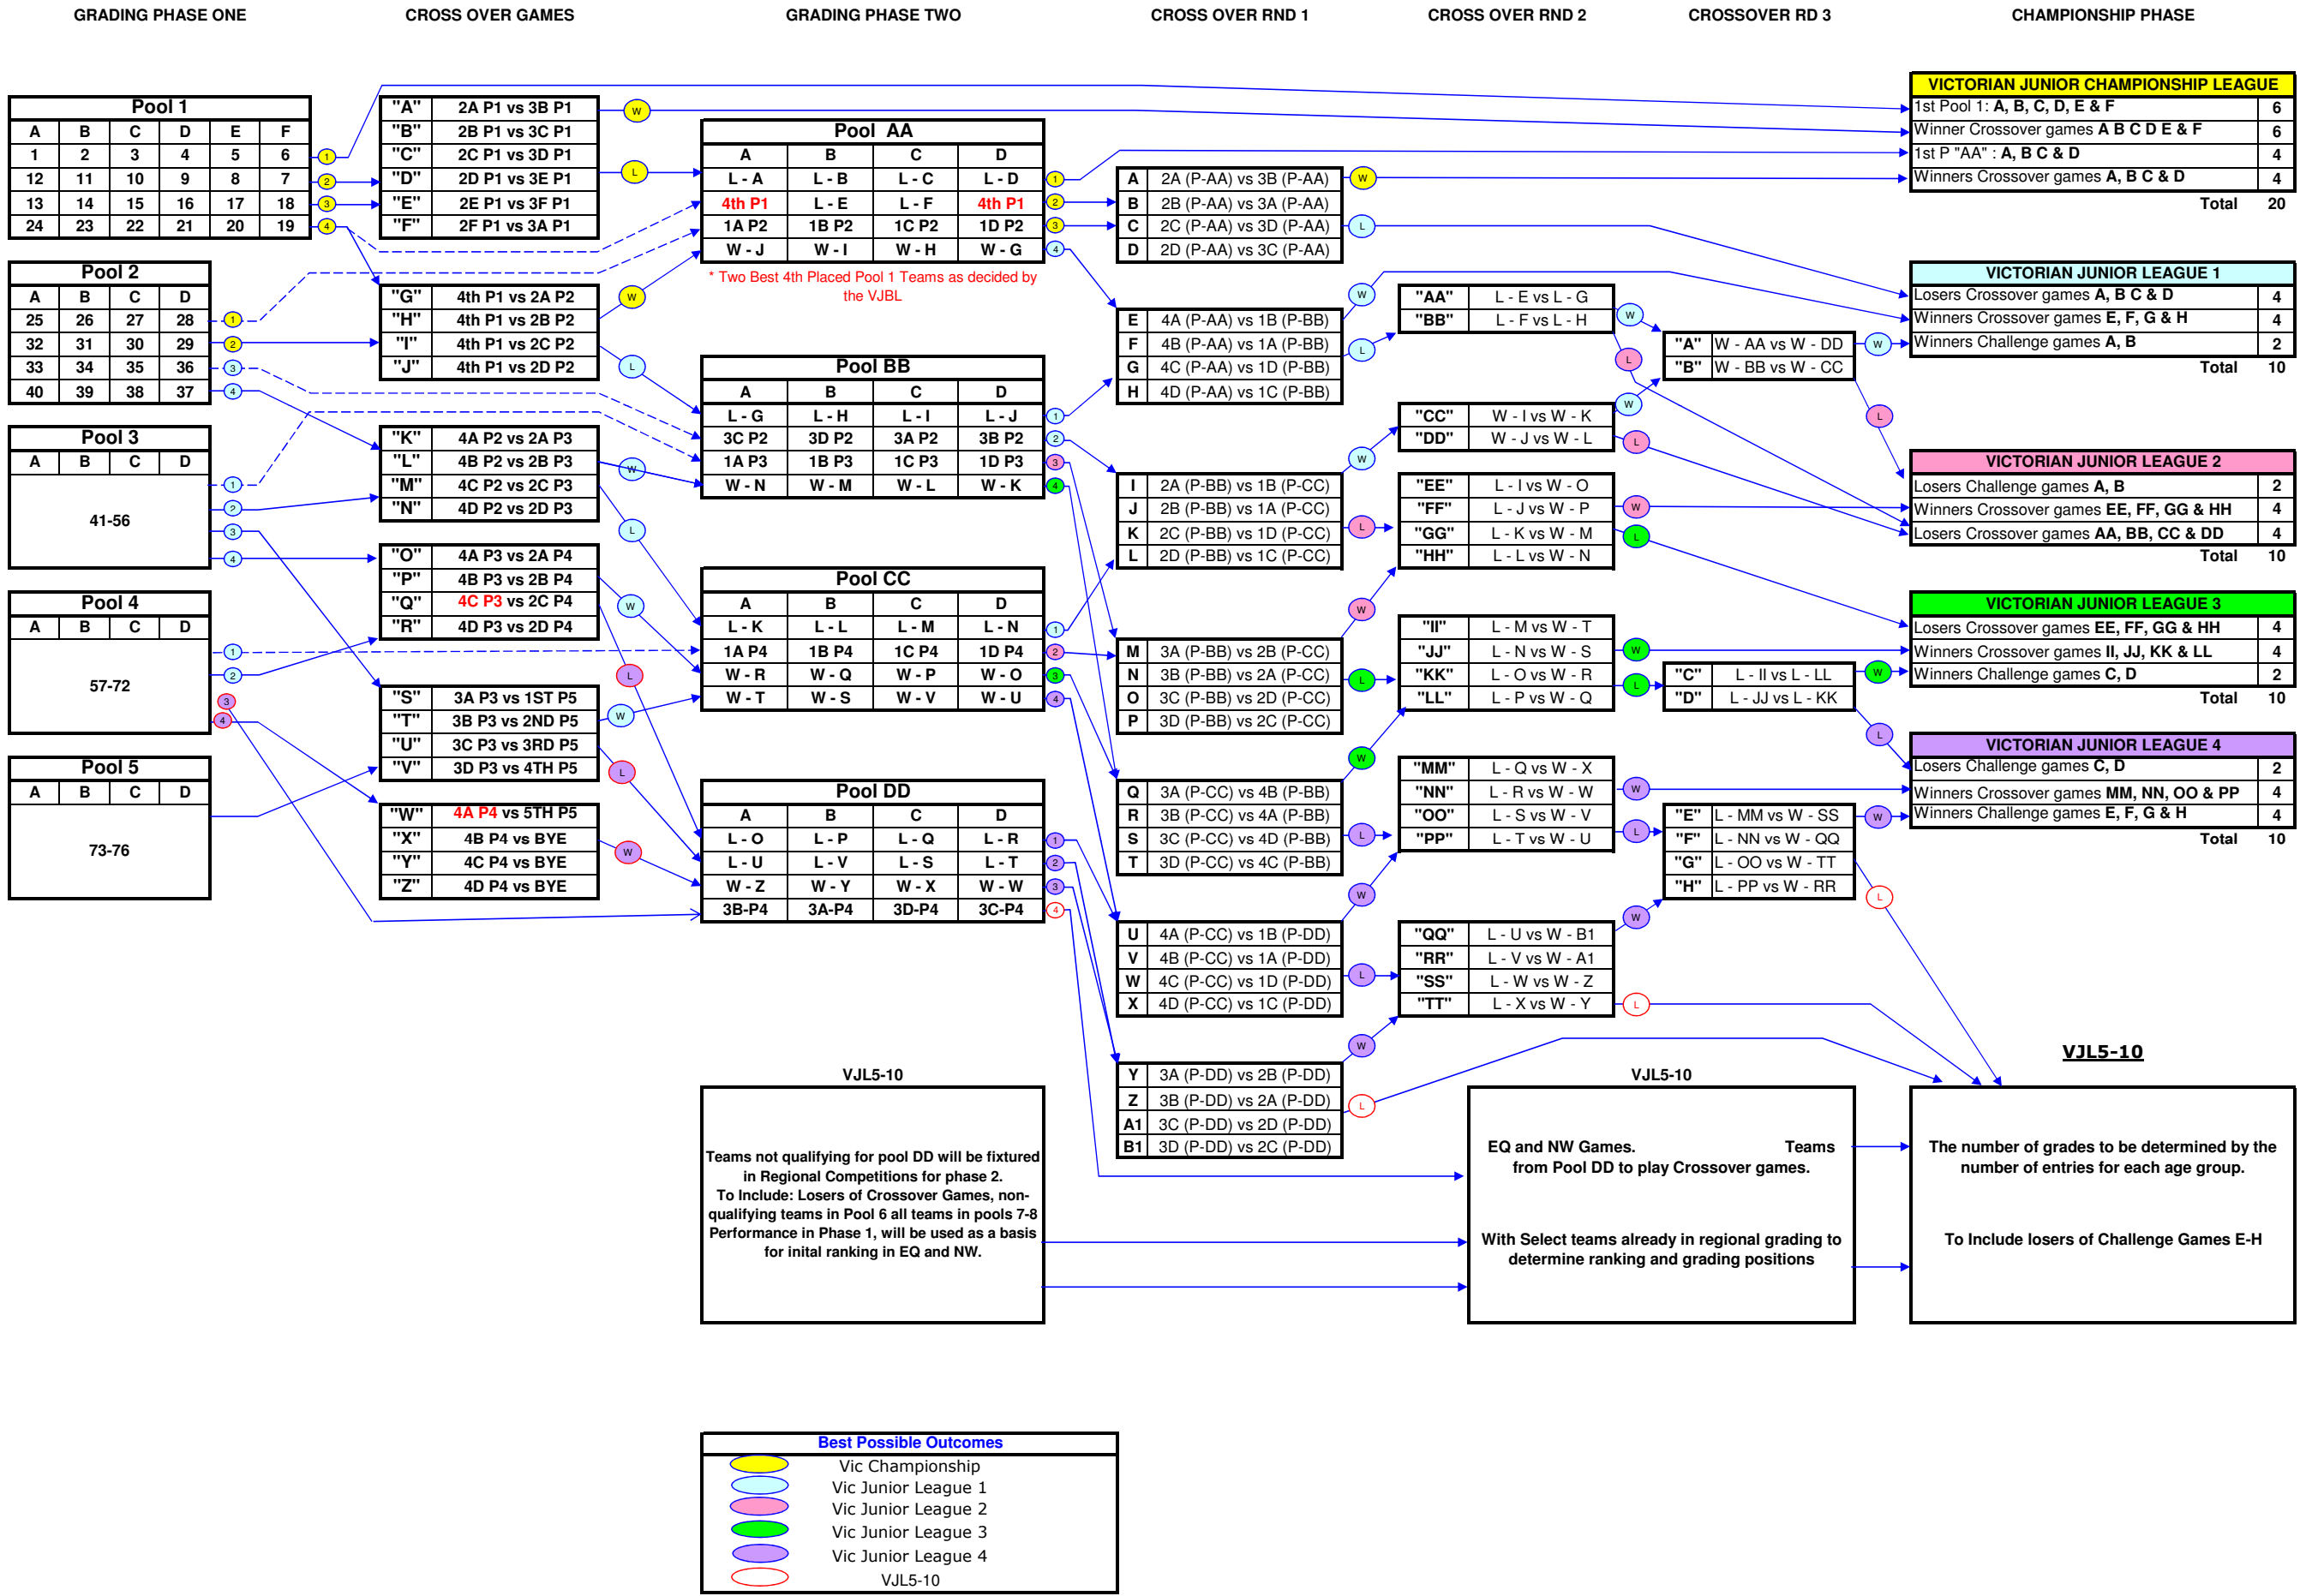 GRADING PHASE ONE
CROSS OVER GAMES
GRADING PHASE TWO
CROSS OVER RND 1
CROSS OVER RND 2
CROSSOVER RD 3
CHAMPIONSHIP PHASE
Pool 1
A B C D E F
1 2 3 4 5 6
12 11 10 9 8 7
13 14 15 16 17 18
24 23 22 21 20 19
1
2
3
4
Pool 2
A B C D
25 26 27 28
32 31 30 29
33 34 35 36
40 39 38 37
1
2
3
4
Pool 3
A B C D
41-56
1
2
3
4
Pool 4
A B C D
57-72
1
2
3
4
Pool 5
A B C D
73-76
"A" 2A P1 vs 3B P1
"B" 2B P1 vs 3C P1
"C" 2C P1 vs 3D P1
"D" 2D P1 vs 3E P1
"E" 2E P1 vs 3F P1
"F" 2F P1 vs 3A P1
W
L
"G" 4th P1 vs 2A P2
"H" 4th P1 vs 2B P2
"I" 4th P1 vs 2C P2
"J" 4th P1 vs 2D P2
W
L
"K" 4A P2 vs 2A P3
"L" 4B P2 vs 2B P3
"M" 4C P2 vs 2C P3
"N" 4D P2 vs 2D P3
W
L
"O" 4A P3 vs 2A P4
"P" 4B P3 vs 2B P4
"Q" 4C P3 vs 2C P4
"R" 4D P3 vs 2D P4
W
L
"S" 3A P3 vs 1ST P5
"T" 3B P3 vs 2ND P5
"U" 3C P3 vs 3RD P5
"V" 3D P3 vs 4TH P5
W
L
"W" 4A P4 vs 5TH P5
"X" 4B P4 vs BYE
"Y" 4C P4 vs BYE
"Z" 4D P4 vs BYE
W
Pool AA
A B C D
L - A L - B L - C L - D
4th P1 L - E L - F 4th P1
1A P2 1B P2 1C P2 1D P2
W - J W - I W - H W - G
1
2
3
4
* Two Best 4th Placed Pool 1 Teams as decided by
the VJBL
Pool BB
A B C D
L - G L - H L - I L - J
3C P2 3D P2 3A P2 3B P2
1A P3 1B P3 1C P3 1D P3
W - N W - M W - L W - K
1
2
3
4
Pool CC
A B C D
L - K L - L L - M L - N
1A P4 1B P4 1C P4 1D P4
W - R W - Q W - P W - O
W - T W - S W - V W - U
1
2
3
4
Pool DD
A B C D
L - O L - P L - Q L - R
L - U L - V L - S L - T
W - Z W - Y W - X W - W
3B-P4 3A-P4 3D-P4 3C-P4
1
2
3
4
VJL5-10
Teams not qualifying for pool DD will be fixtured
in Regional Competitions for phase 2.
To Include: Losers of Crossover Games, non-
qualifying teams in Pool 6 all teams in pools 7-8
Performance in Phase 1, will be used as a basis
for inital ranking in EQ and NW.
A 2A (P-AA) vs 3B (P-AA)
B 2B (P-AA) vs 3A (P-AA)
C 2C (P-AA) vs 3D (P-AA)
D 2D (P-AA) vs 3C (P-AA)
W
L
E 4A (P-AA) vs 1B (P-BB)
F 4B (P-AA) vs 1A (P-BB)
G 4C (P-AA) vs 1D (P-BB)
H 4D (P-AA) vs 1C (P-BB)
W
L
I 2A (P-BB) vs 1B (P-CC)
J 2B (P-BB) vs 1A (P-CC)
K 2C (P-BB) vs 1D (P-CC)
L 2D (P-BB) vs 1C (P-CC)
W
L
M 3A (P-BB) vs 2B (P-CC)
N 3B (P-BB) vs 2A (P-CC)
O 3C (P-BB) vs 2D (P-CC)
P 3D (P-BB) vs 2C (P-CC)
W
L
Q 3A (P-CC) vs 4B (P-BB)
R 3B (P-CC) vs 4A (P-BB)
S 3C (P-CC) vs 4D (P-BB)
T 3D (P-CC) vs 4C (P-BB)
W
L
U 4A (P-CC) vs 1B (P-DD)
V 4B (P-CC) vs 1A (P-DD)
W 4C (P-CC) vs 1D (P-DD)
X 4D (P-CC) vs 1C (P-DD)
W
L
Y 3A (P-DD) vs 2B (P-DD)
Z 3B (P-DD) vs 2A (P-DD)
A1 3C (P-DD) vs 2D (P-DD)
B1 3D (P-DD) vs 2C (P-DD)
W
L
"AA" L - E vs L - G
"BB" L - F vs L - H
W
L
"CC" W - I vs W - K
"DD" W - J vs W - L
W
L
"EE" L - I vs W - O
"FF" L - J vs W - P
"GG" L - K vs W - M
"HH" L - L vs W - N
W
L
"II" L - M vs W - T
"JJ" L - N vs W - S
"KK" L - O vs W - R
"LL" L - P vs W - Q
W
L
"MM" L - Q vs W - X
"NN" L - R vs W - W
"OO" L - S vs W - V
"PP" L - T vs W - U
W
L
"QQ" L - U vs W - B1
"RR" L - V vs W - A1
"SS" L - W vs W - Z
"TT" L - X vs W - Y
W
L
VJL5-10
EQ and NW Games. Teams
from Pool DD to play Crossover games.
With Select teams already in regional grading to
determine ranking and grading positions
"A" W - AA vs W - DD
"B" W - BB vs W - CC
W
L
"C" L - II vs L - LL
"D" L - JJ vs L - KK
W
L
"E" L - MM vs W - SS
"F" L - NN vs W - QQ
"G" L - OO vs W - TT
"H" L - PP vs W - RR
W
L
VICTORIAN JUNIOR CHAMPIONSHIP LEAGUE
1st Pool 1: A, B, C, D, E & F 6
Winner Crossover games A B C D E & F 6
1st P "AA" : A, B C & D 4
Winners Crossover games A, B C & D 4
Total 20
VICTORIAN JUNIOR LEAGUE 1
Losers Crossover games A, B C & D 4
Winners Crossover games E, F, G & H 4
Winners Challenge games A, B 2
Total 10
VICTORIAN JUNIOR LEAGUE 2
Losers Challenge games A, B 2
Winners Crossover games EE, FF, GG & HH 4
Losers Crossover games AA, BB, CC & DD 4
Total 10
VICTORIAN JUNIOR LEAGUE 3
Losers Crossover games EE, FF, GG & HH 4
Winners Crossover games II, JJ, KK & LL 4
Winners Challenge games C, D 2
Total 10
VICTORIAN JUNIOR LEAGUE 4
Losers Challenge games C, D 2
Winners Crossover games MM, NN, OO & PP 4
Winners Challenge games E, F, G & H 4
Total 10
VJL5-10
The number of grades to be determined by the
number of entries for each age group.
To Include losers of Challenge Games E-H
Best Possible Outcomes
Vic Championship
Vic Junior League 1
Vic Junior League 2
Vic Junior League 3
Vic Junior League 4
VJL5-10